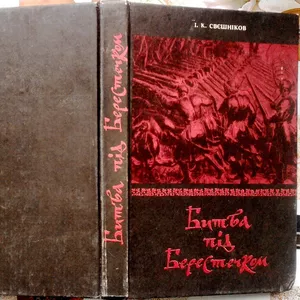 І. К. СВЄШНІКОВ
Битва під Берестечком
Битва
під
Берестечком